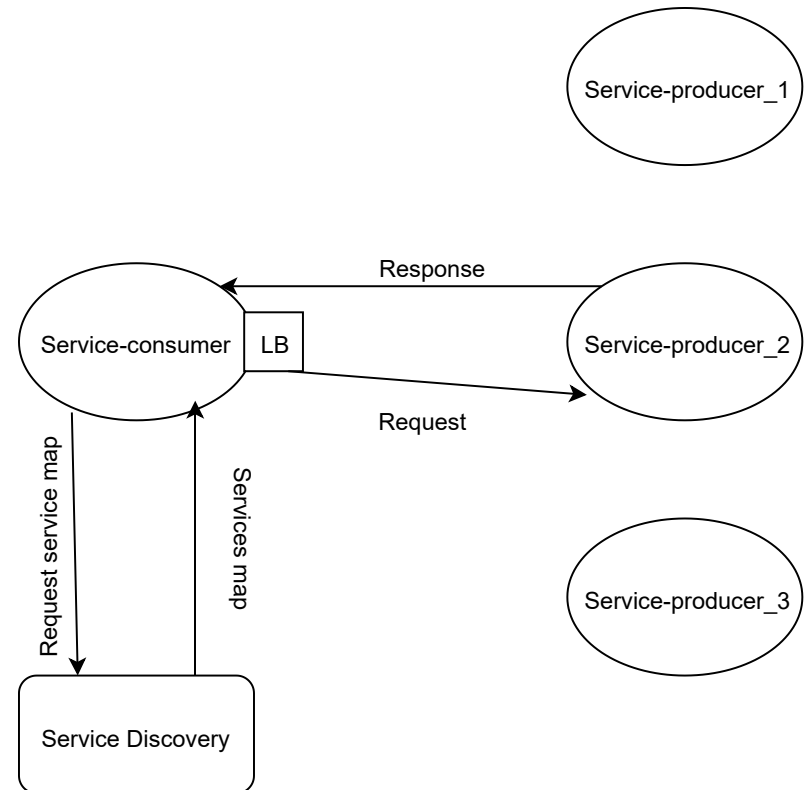 Service-producer_1
Response
Service-consumer
LB
Service-producer_2
Request
Request service map
Services map
Service-producer_3
Service Discovery